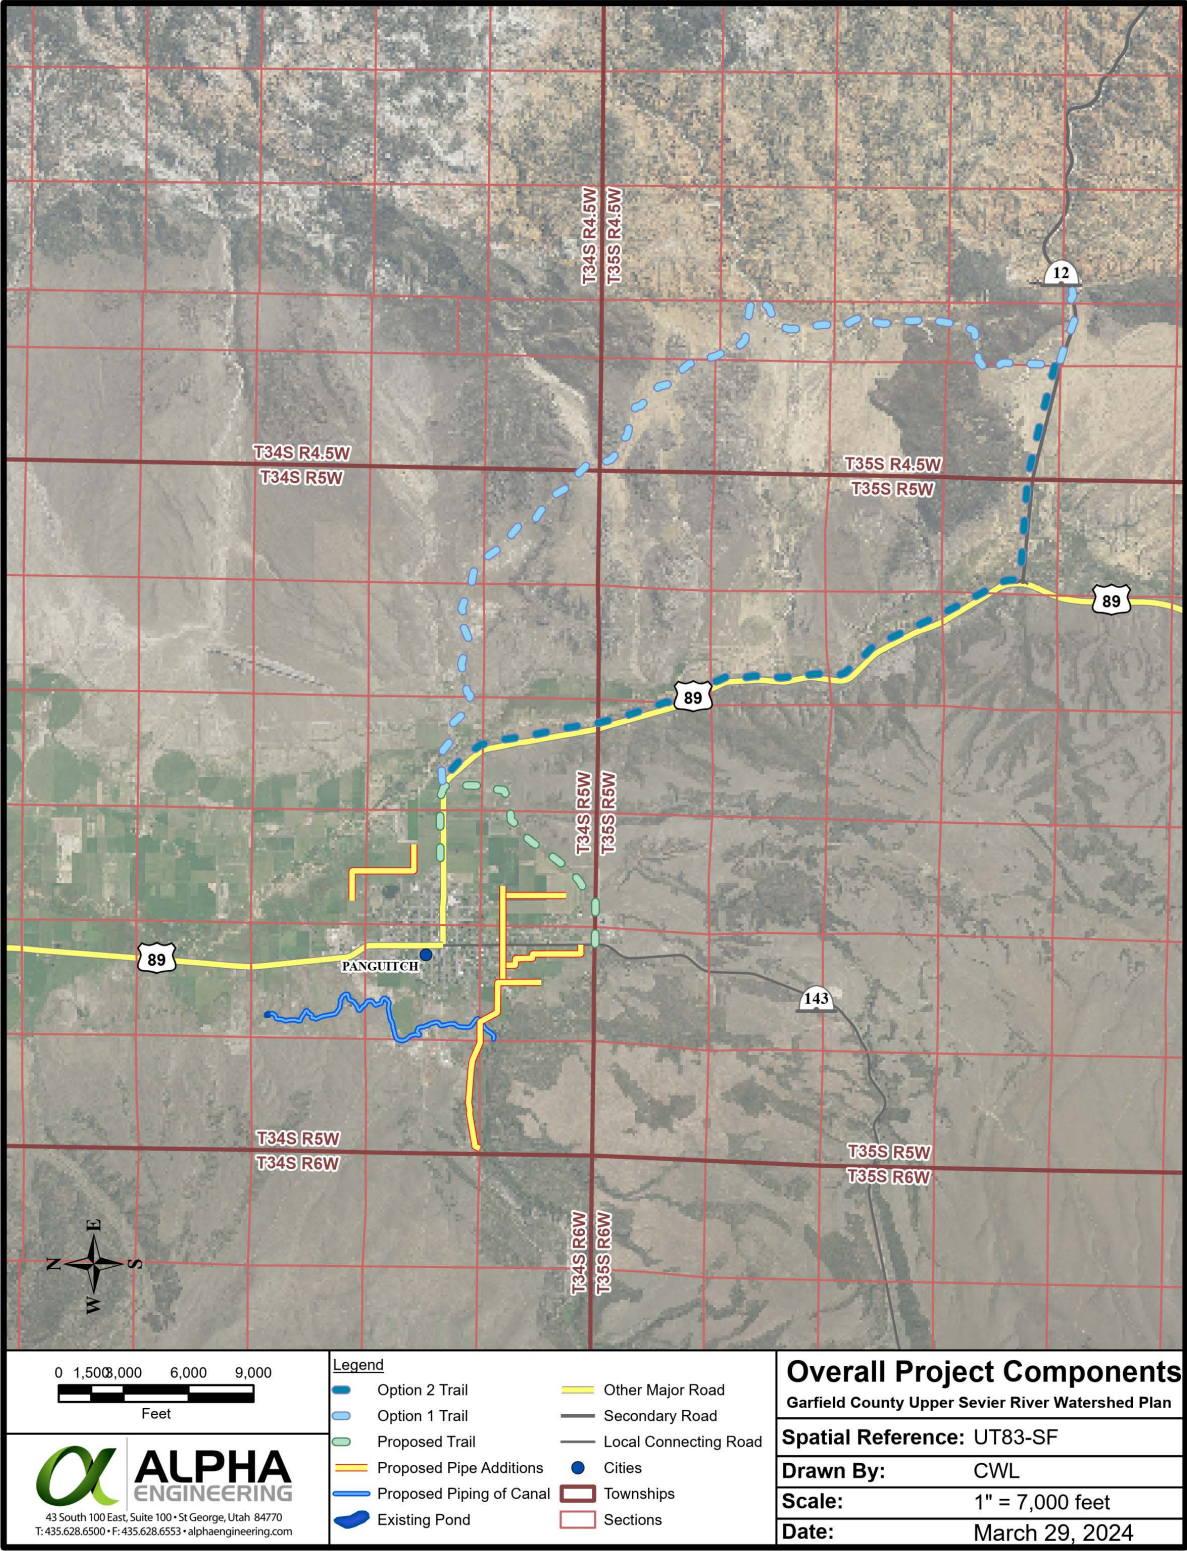 T34S R4.5W
T35S R4.5W
12
T34S R4.5W
T34S R5W
T35S R4.5W
T35S R5W
89
89
T34S R5W
T35S R5W
89
PANGUITCH
143
T34S R5W
T34S R6W
T35S R5W
T35S R6W
T34S R6W
T35S R6W
E
N S
W
0 1,500 3,000 6,000 9,000
Feet
ALPHA
ENGINEERING
43 South 100 East, Suite 100 • St George, Utah 84770
T: 435.628.6500 • F: 435.628.6553 • alphaengineering.com
Legend
Option 2 Trail
Option 1 Trail
Proposed Trail
Proposed Pipe Additions
Proposed Piping of Canal
Existing Pond
Other Major Road
Secondary Road
Local Connecting Road
Cities
Townships
Sections
Overall Project Components
Garfield County Upper Sevier River Watershed Plan
Spatial Reference: UT83-SF
Drawn By: CWL
Scale: 1" = 7,000 feet
Date: March 29, 2024